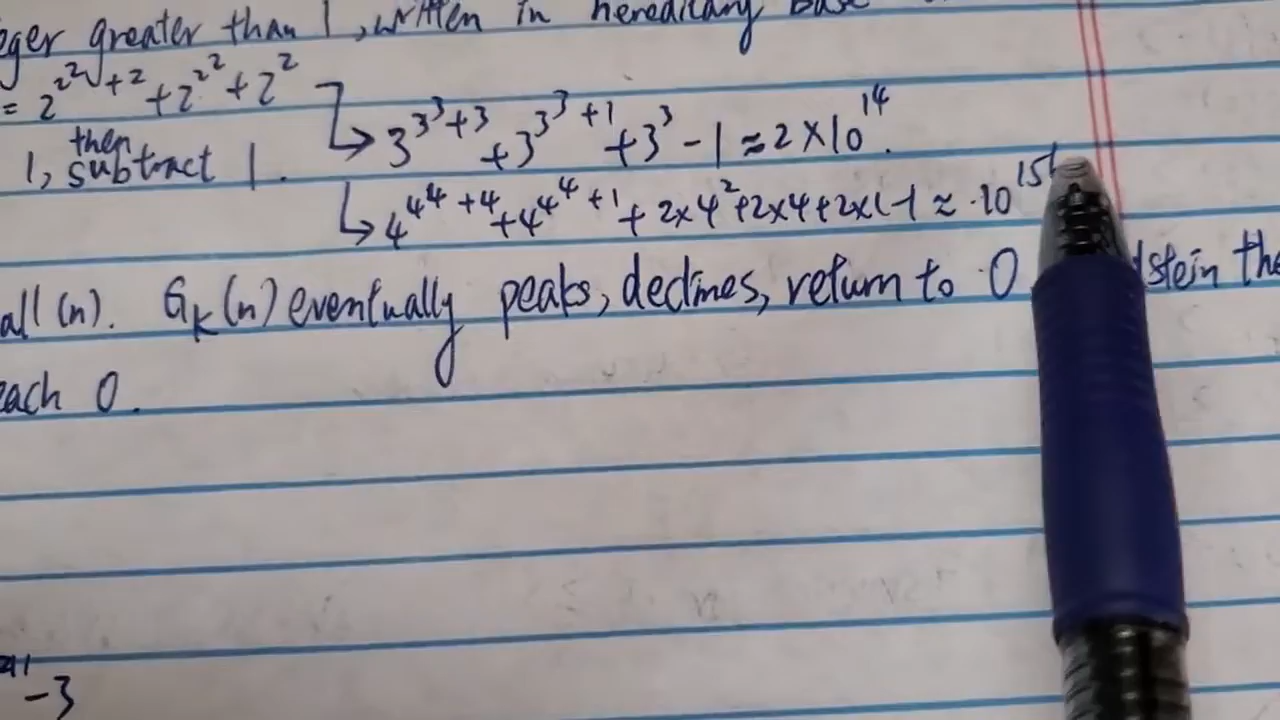 eger greater than 1, written in hereditary base
= 2^2^2+2 + 2^2^2 + 2^2
→ 3^3^3+3 + 3^3^3+1 + 3^3 - 1 ≈ 2×10^14.
1, then subtract 1.
→ 4^4^4+4 + 4^4^4+1 + 2×4^2+2×4+2×1-1 ≈ 10^15
all (n). G_k(n) eventually peaks, declines, return to 0 dstein the
each 0.
-3